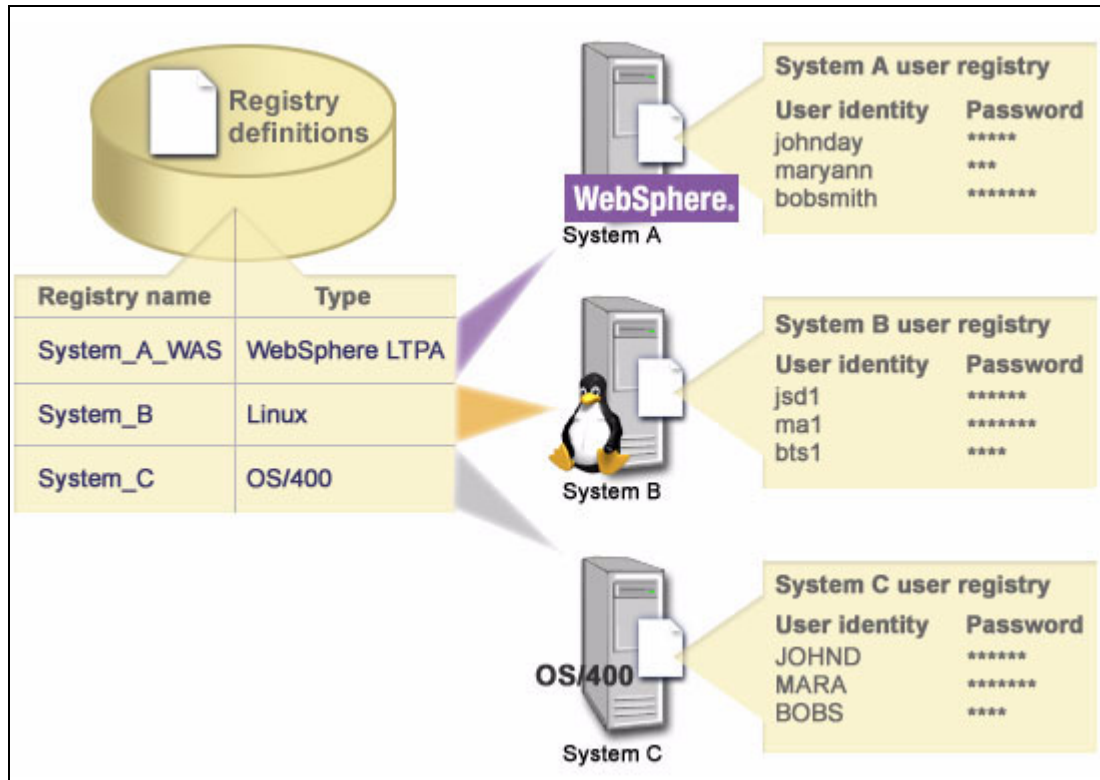 Registry
definitions
Registry name Type
System_A_WAS WebSphere LTPA
System_B Linux
System_C OS/400
WebSphere.
System A
System A user registry
User identity Password
johnday *****
maryann ***
bobsmith *******
System B
System B user registry
User identity Password
jsd1 ******
ma1 *******
bts1 ****
OS/400
System C
System C user registry
User identity Password
JOHND ******
MARA *******
BOBS ****